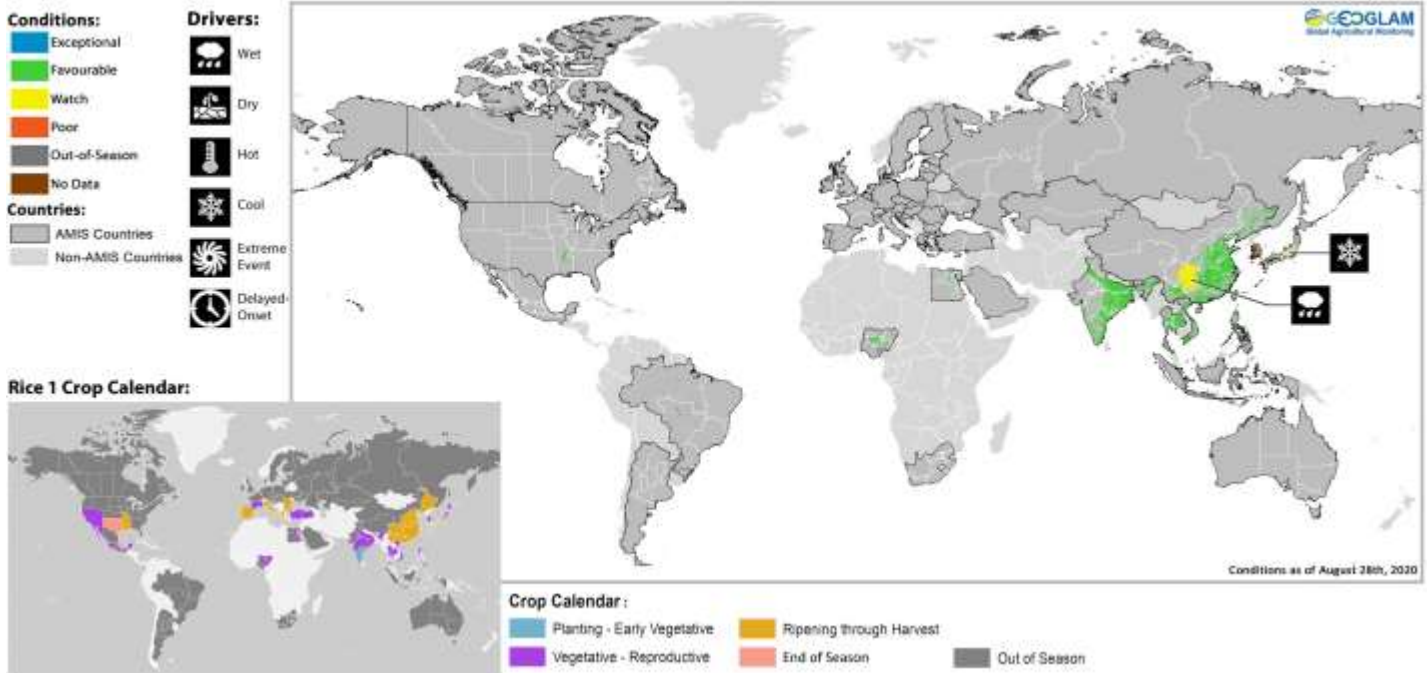 Conditions:
Exceptional
Favourable
Watch
Poor
Out-of-Season
No Data
Countries:
AMIS Countries
Non-AMIS Countries
Drivers:
Wet
Dry
Hot
Cool
Extreme
Event
Delayed-
Onset
GEOGLAM
Global Agricultural Monitoring
Conditions as of August 28th, 2020
Rice 1 Crop Calendar:
Crop Calendar :
Planting - Early Vegetative
Vegetative - Reproductive
Ripening through Harvest
End of Season
Out of Season